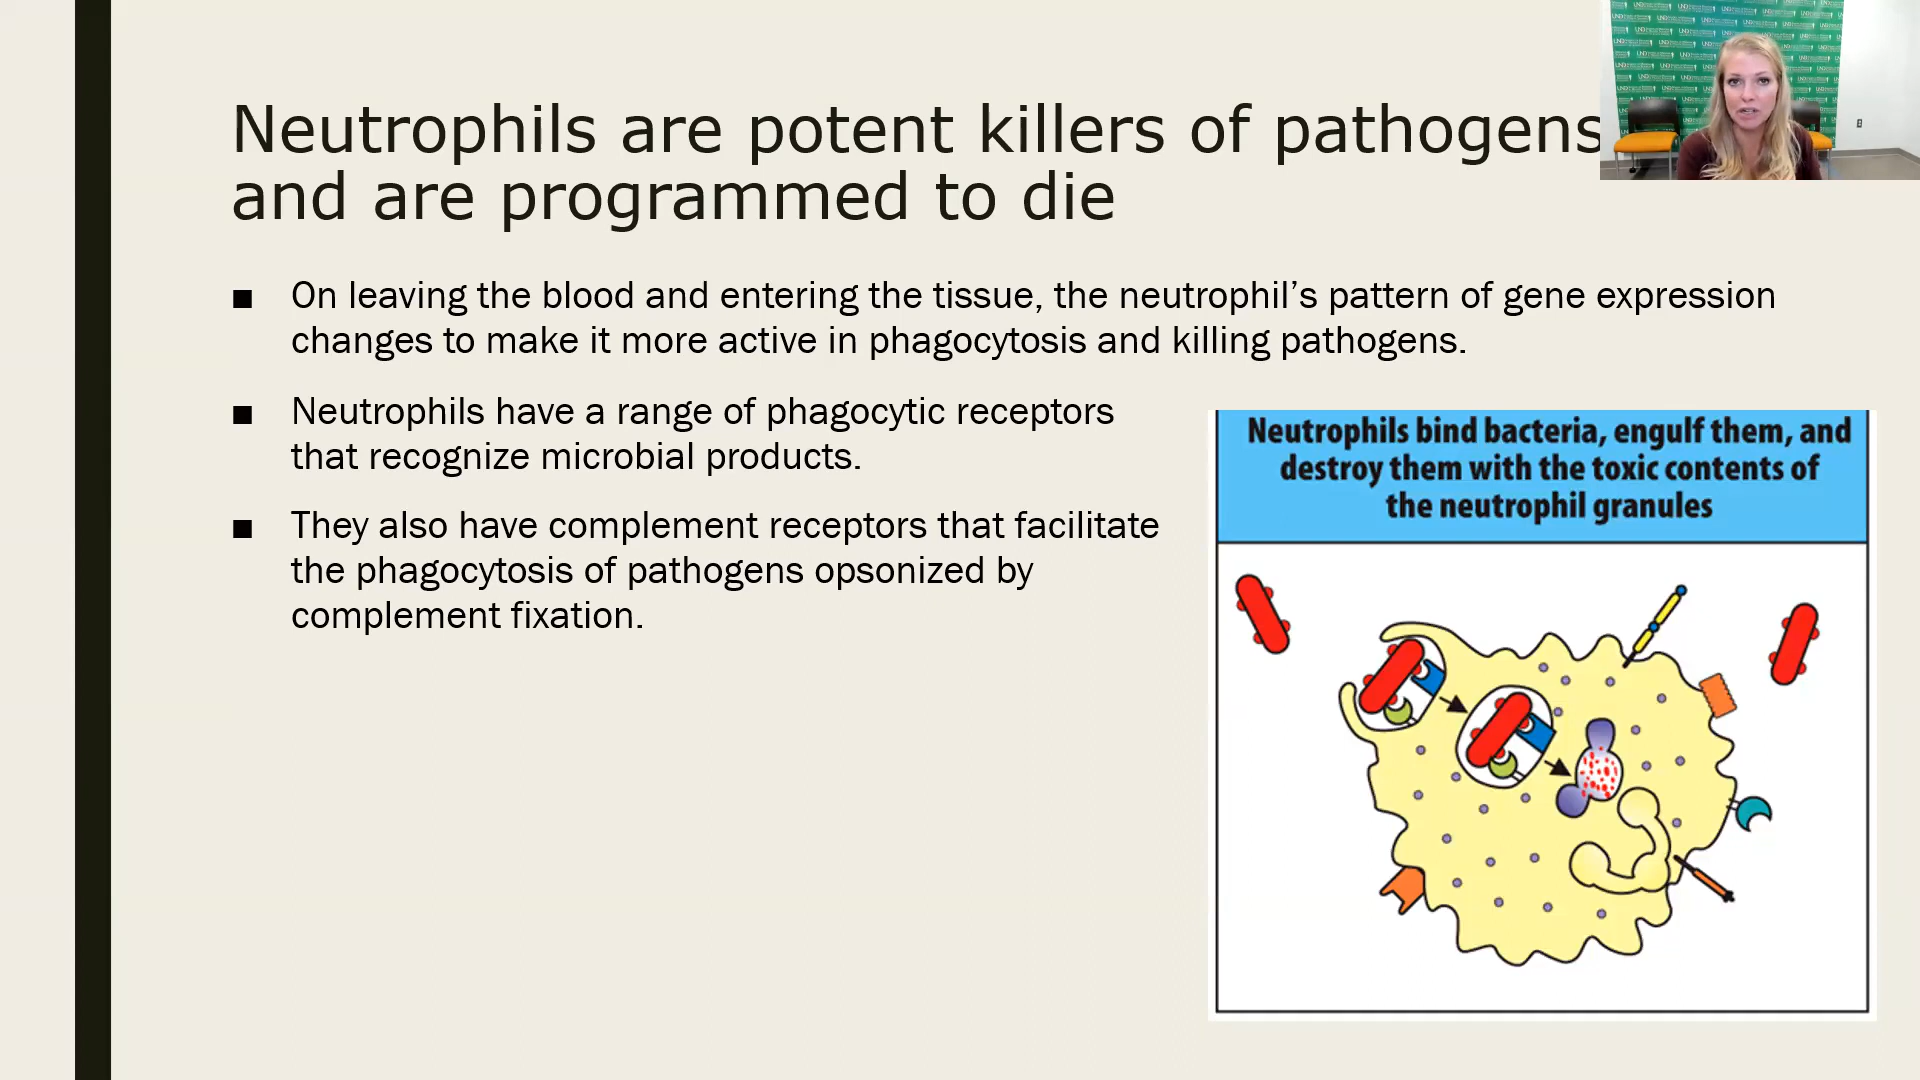 Neutrophils are potent killers of pathogens
and are programmed to die
■ On leaving the blood and entering the tissue, the neutrophil’s pattern of gene expression
changes to make it more active in phagocytosis and killing pathogens.
■ Neutrophils have a range of phagocytic receptors
that recognize microbial products.
■ They also have complement receptors that facilitate
the phagocytosis of pathogens opsonized by
complement fixation.
Neutrophils bind bacteria, engulf them, and
destroy them with the toxic contents of
the neutrophil granules